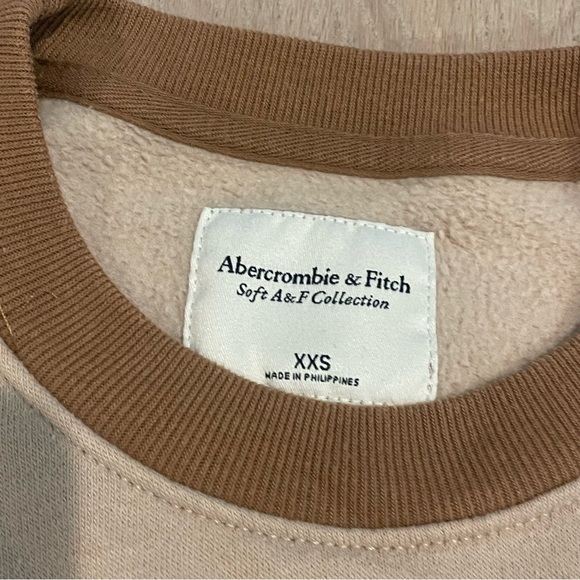 Abercrombie & Fitch
Soft A&F Collection
XXS
MADE IN PHILIPPINES